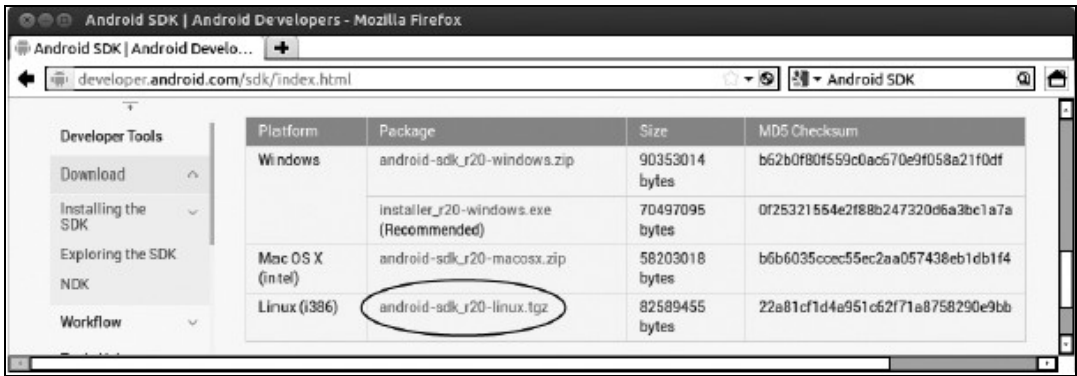 Android SDK | Android Developers - Mozilla Firefox
Android SDK | Android Develo...
developer.android.com/sdk/index.html
Android SDK
Developer Tools
Download
Installing the
SDK
Exploring the SDK
NDK
Workflow
Platform Package Size MD5 Checksum
Windows android-sdk_r20-windows.zip 90353014
bytes b62b0f80f559c0ac670e9f058a21f0df
installer_r20-windows.exe
(Recommended) 70497095
bytes 0f25321554e2f88b247320d6a3bc1a7a
Mac OS X
(intel) android-sdk_r20-macosx.zip 58203018
bytes b6b6035ccec55ec2aa057438eb1db1f4
Linux (i386) android-sdk_r20-linux.tgz 82589455
bytes 22a81cf1d4a951c62f71a8758290e9bb